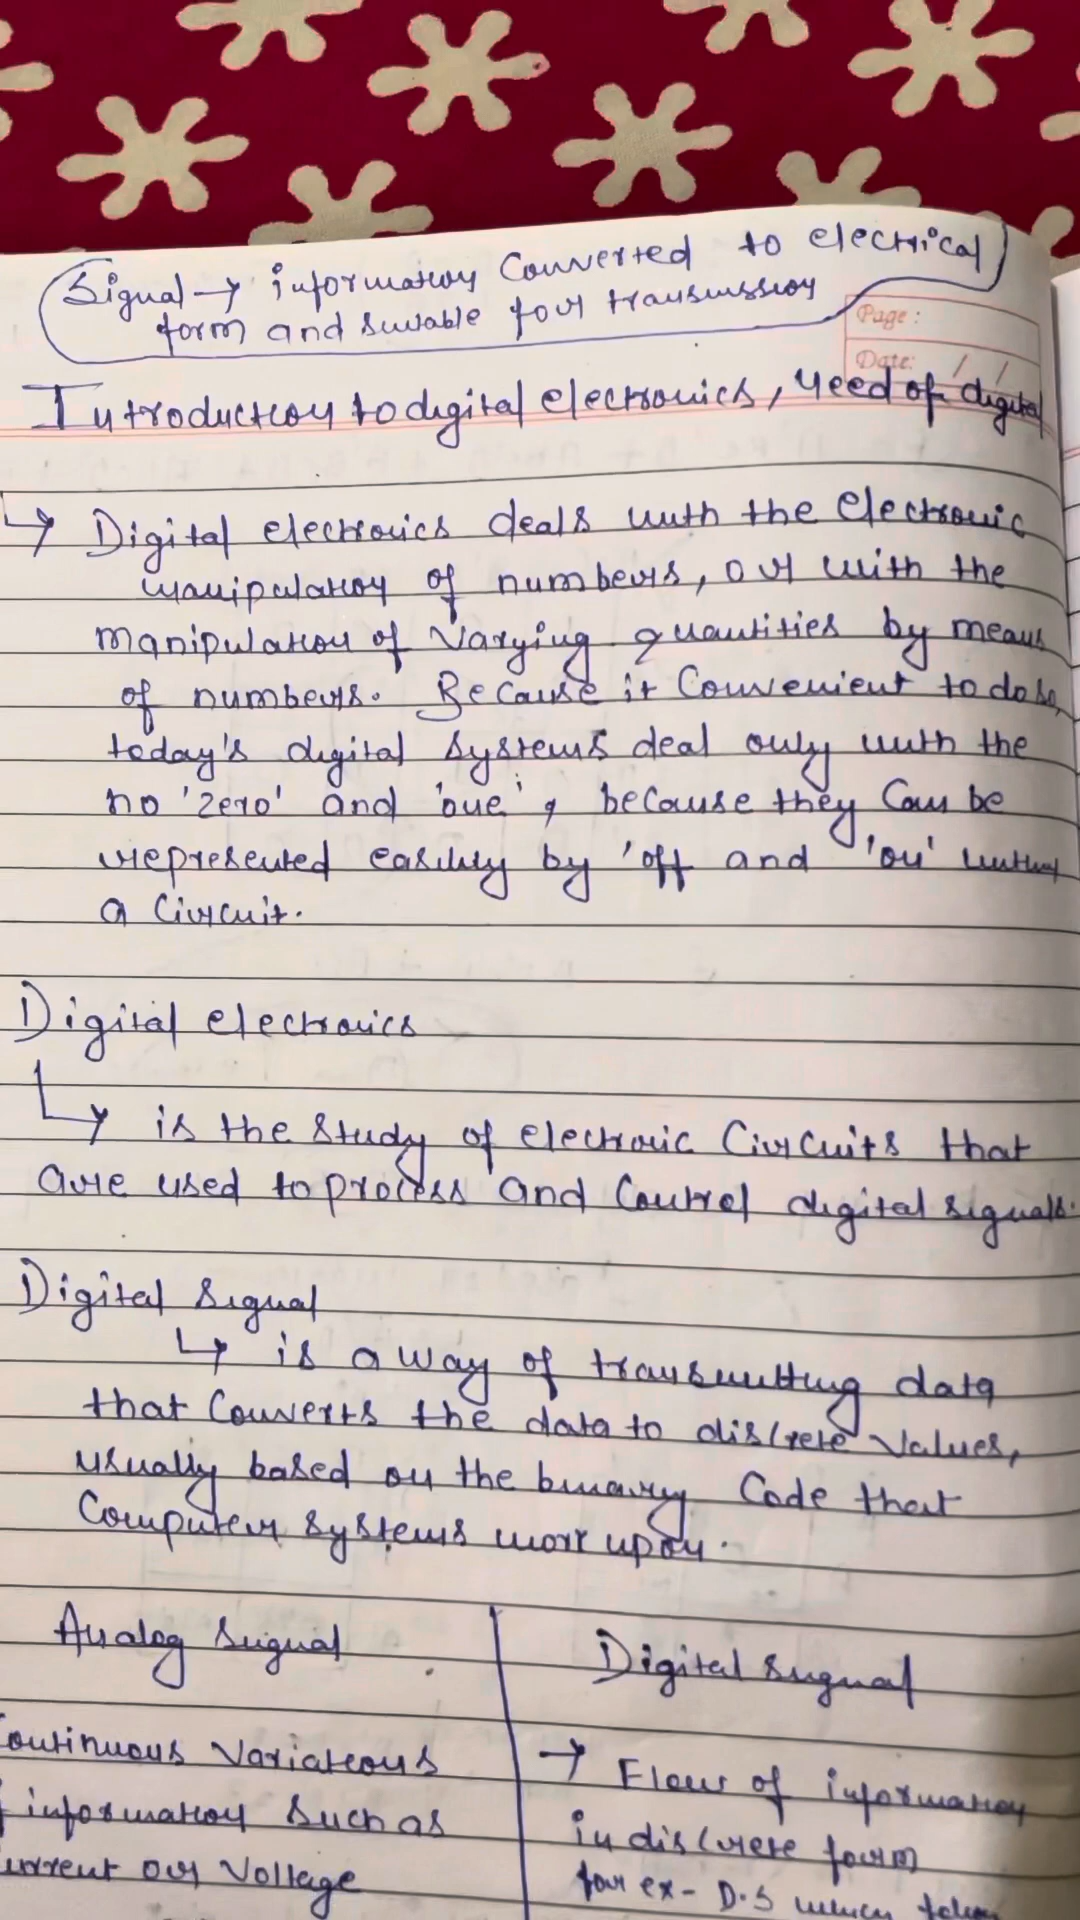 Signal → information Converted to electrical
form and suivable for transmission
Page :
Date: / /
Introduction to digital electronics, need of digital
→ Digital electronics deals with the electronic
manipulation of numbers, or with the
manipulation of Varying quantities by means
of numbers. Because it Convenient to do so,
today's digital systems deal only with the
no 'zero' and 'one', because they Can be
represented easily by 'off and 'on' within
a Circuit.
Digital electronics
↳ is the study of electronic Circuits that
are used to process and Control digital signals.
Digital signal
↳ is a way of transmitting data
that Converts the data to discrete values,
usually based on the binary Code that
Computer systems work upon.
Analog signal
Digital signal
Continuous Variateous
→ Flow of information
information such as
in discrete form
current or Voltage
for ex- D.S which